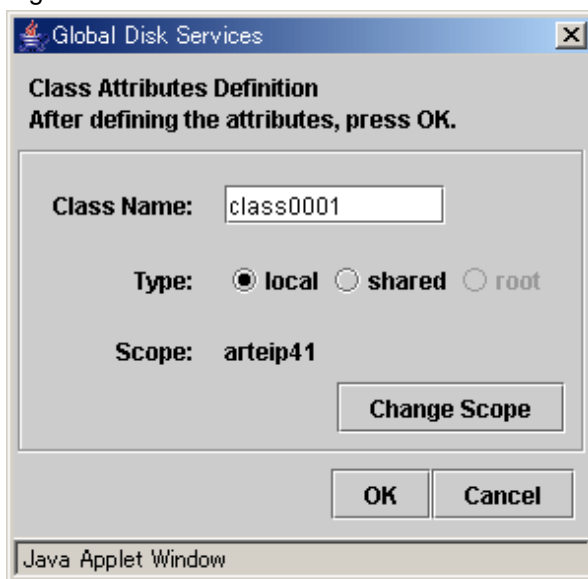 Global Disk Services
Class Attributes Definition
After defining the attributes, press OK.
Class Name: class0001
Type: local shared root
Scope: arteip41
Change Scope
OK Cancel
Java Applet Window